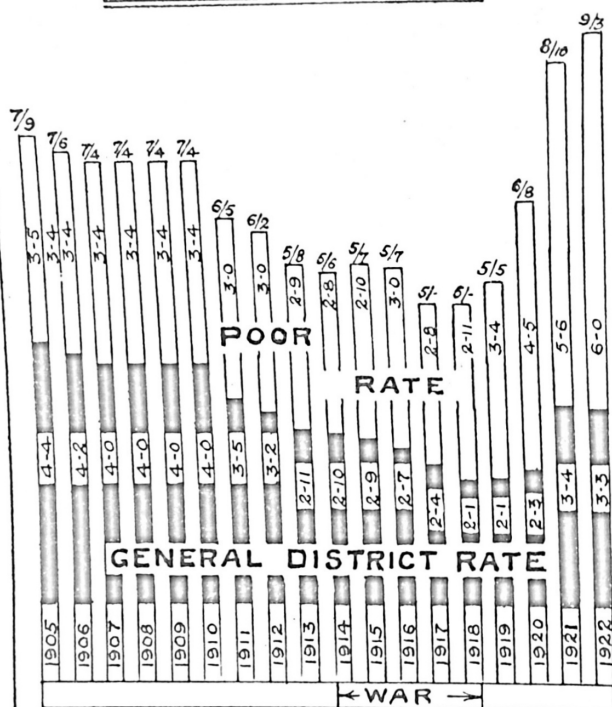 7/9 7/6 7/4 7/4 7/4 7/4 6/5 6/2 5/8 5/6 5/7 5/7 5/- 5/- 5/5 6/8 8/10 9/3
3-5 3-4 3-4 3-4 3-4 3-4 3-4 3-0 3-0 2-9 2-8 2-10 3-0 2-8 2-11 3-4 4-5 5-6 6-0
POOR
RATE
4-4 4-2 4-0 4-0 4-0 4-0 3-5 3-2 2-11 2-10 2-9 2-7 2-4 2-1 2-1 2-3 3-4 3-3
GENERAL DISTRICT RATE
1905 1906 1907 1908 1909 1910 1911 1912 1913 1914 1915 1916 1917 1918 1919 1920 1921 1922
WAR